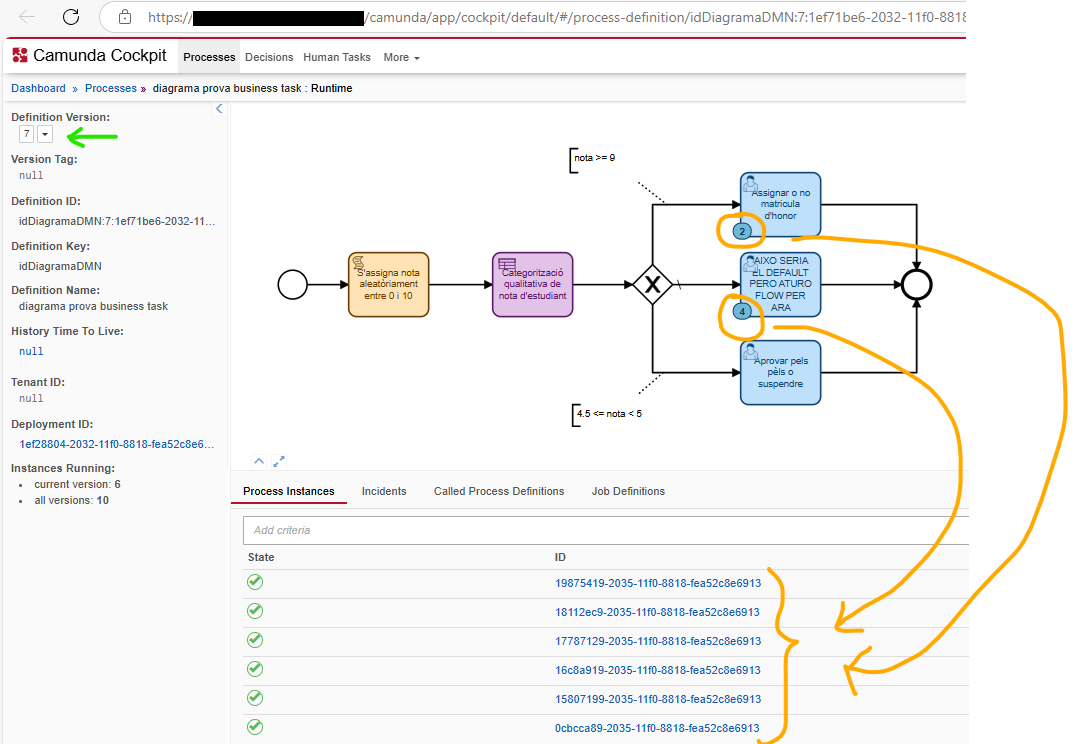 https://
/camunda/app/cockpit/default/#/process-definition/idDiagramaDMN:7:1ef71be6-2032-11f0-8818
Camunda Cockpit
Processes
Decisions
Human Tasks
More
Dashboard » Processes » diagrama prova business task : Runtime
Definition Version:
7
Version Tag:
null
Definition ID:
idDiagramaDMN:7:1ef71be6-2032-11...
Definition Key:
idDiagramaDMN
Definition Name:
diagrama prova business task
History Time To Live:
null
Tenant ID:
null
Deployment ID:
1ef28804-2032-11f0-8818-fea52c8e6...
Instances Running:
current version: 6
all versions: 10
nota >= 9
S'assigna nota
aleatòriament
entre 0 i 10
Categorització
qualitativa de
nota d'estudiant
X
Assignar o no
matricula
d'honor
2
AIXO SERIA
EL DEFAULT
PERO ATURO
FLOW PER
ARA
4
Aprovar pels
pèls o
suspendre
4.5 <= nota < 5
Process Instances
Incidents
Called Process Definitions
Job Definitions
Add criteria
State
ID
19875419-2035-11f0-8818-fea52c8e6913
18112ec9-2035-11f0-8818-fea52c8e6913
17787129-2035-11f0-8818-fea52c8e6913
16c8a919-2035-11f0-8818-fea52c8e6913
15807199-2035-11f0-8818-fea52c8e6913
0cbcca89-2035-11f0-8818-fea52c8e6913